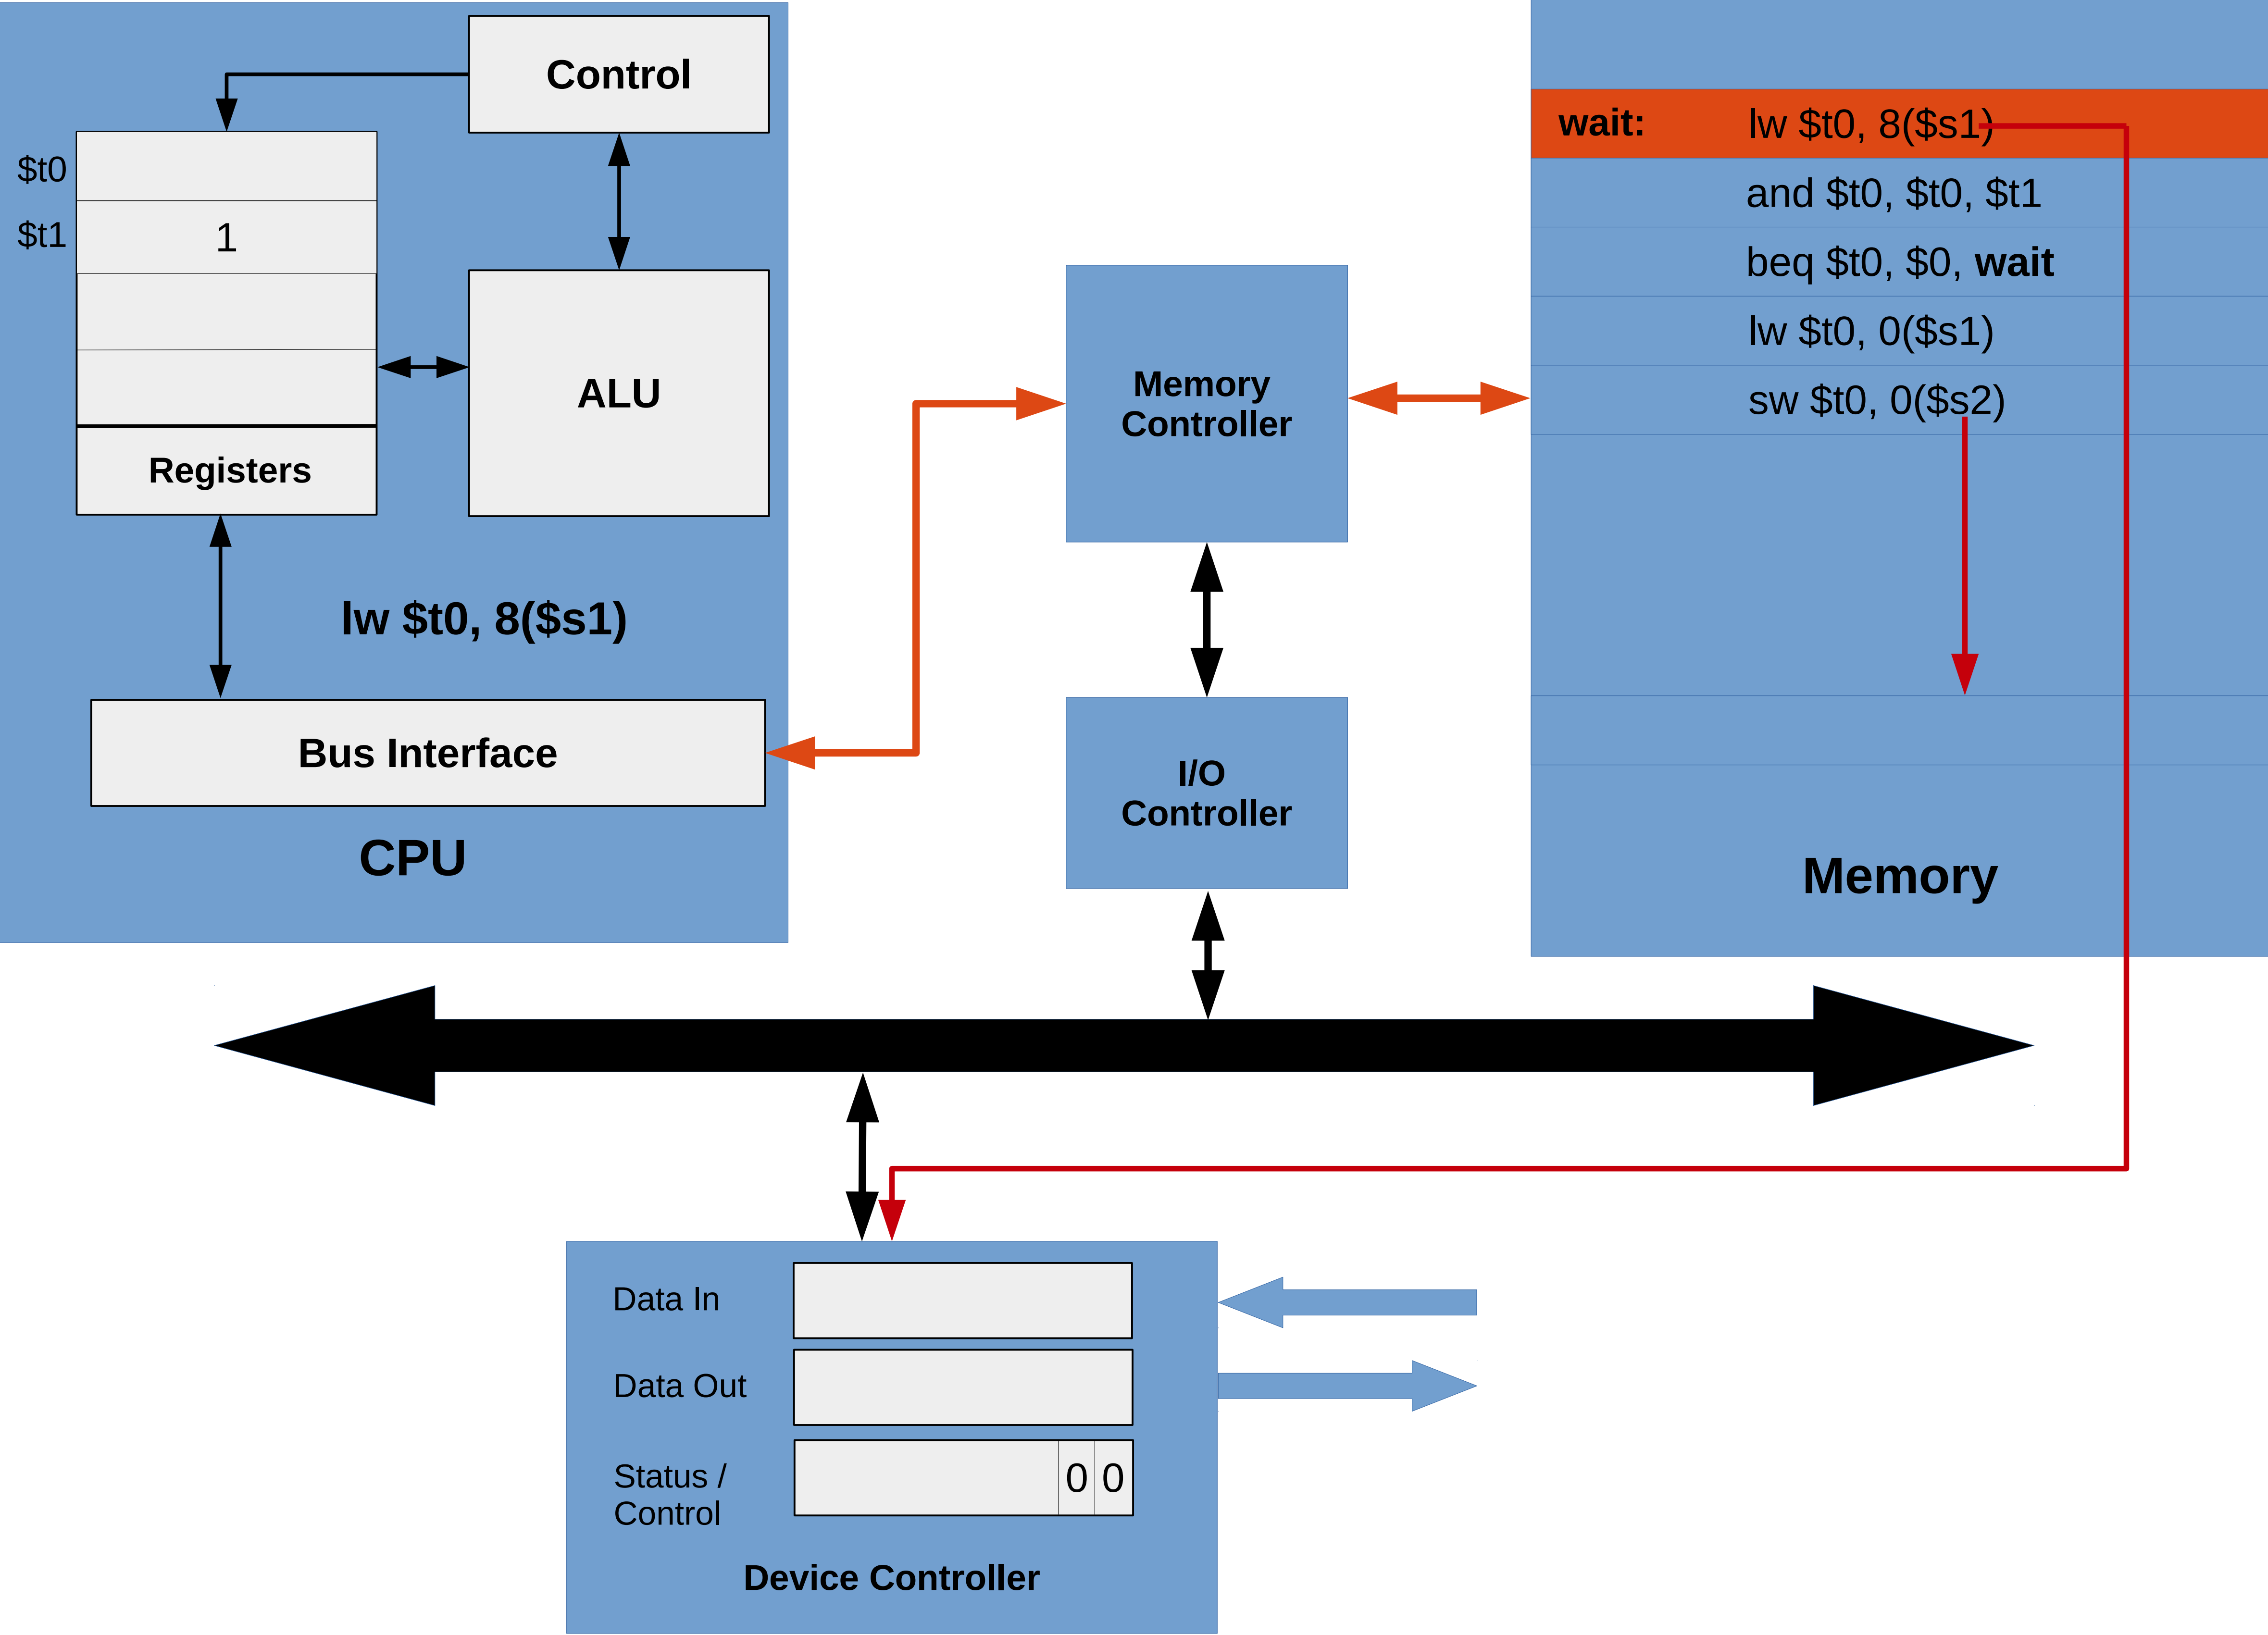 Control
$t0
$t1
1
ALU
Registers
lw $t0, 8($s1)
Bus Interface
CPU
Memory
Controller
I/O
Controller
wait: lw $t0, 8($s1)
and $t0, $t0, $t1
beq $t0, $0, wait
lw $t0, 0($s1)
sw $t0, 0($s2)
Memory
Data In
Data Out
Status /
Control
0 0
Device Controller